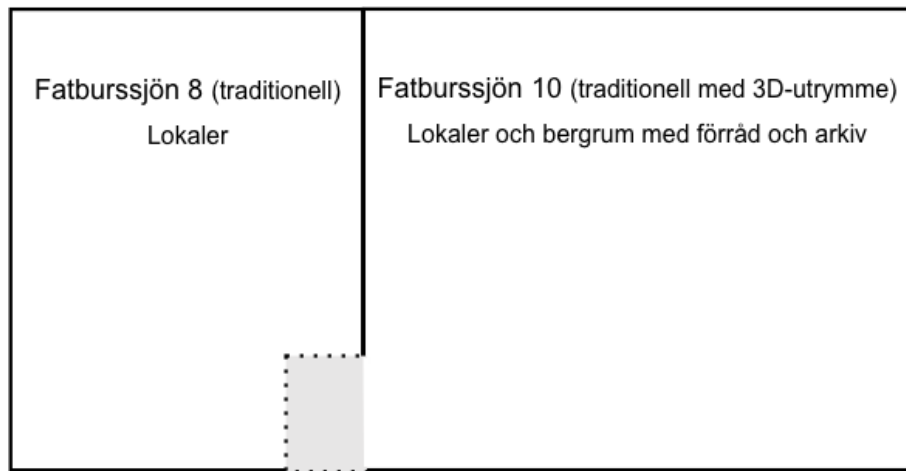 Fatburssjön 8 (traditionell)
Lokaler
Fatburssjön 10 (traditionell med 3D-utrymme)
Lokaler och bergrum med förråd och arkiv